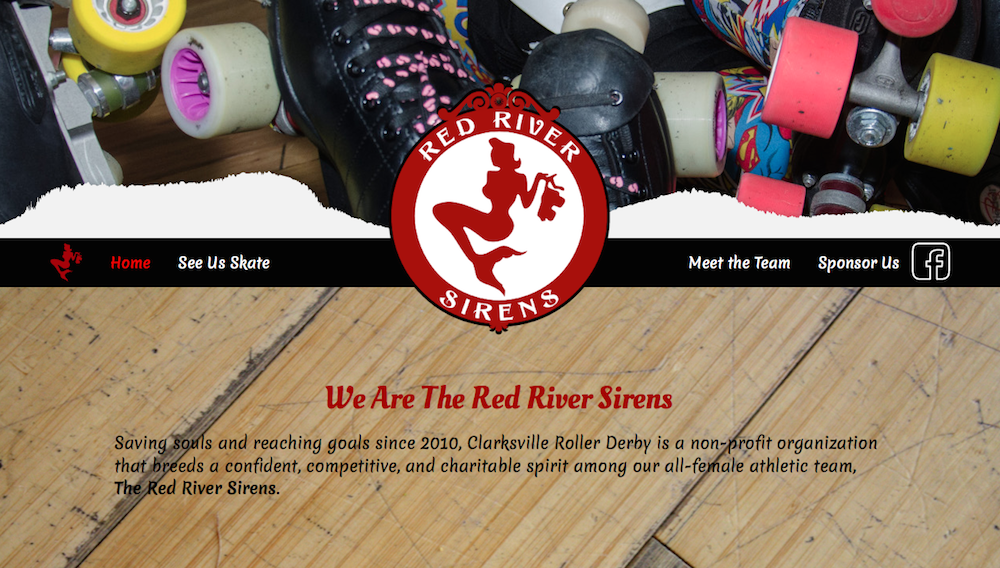 RED RIVER
SIRENS
Home
See Us Skate
Meet the Team
Sponsor Us
We Are The Red River Sirens
Saving souls and reaching goals since 2010, Clarksville Roller Derby is a non-profit organization
that breeds a confident, competitive, and charitable spirit among our all-female athletic team,
The Red River Sirens.